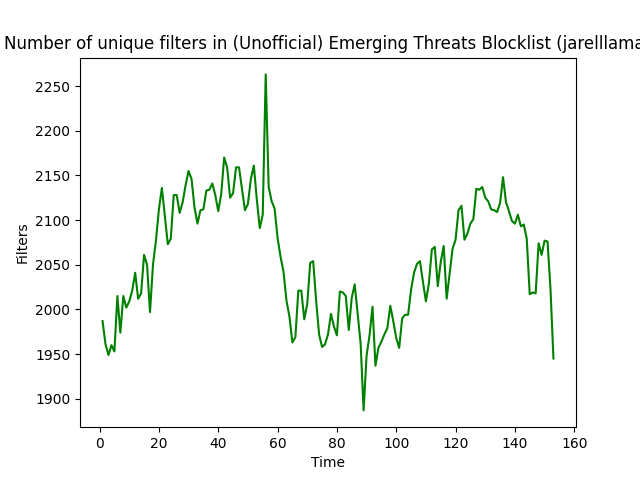 Number of unique filters in (Unofficial) Emerging Threats Blocklist (jarelllama
2250
2200
2150
2100
2050
2000
1950
1900
Filters
0 20 40 60 80 100 120 140 160
Time